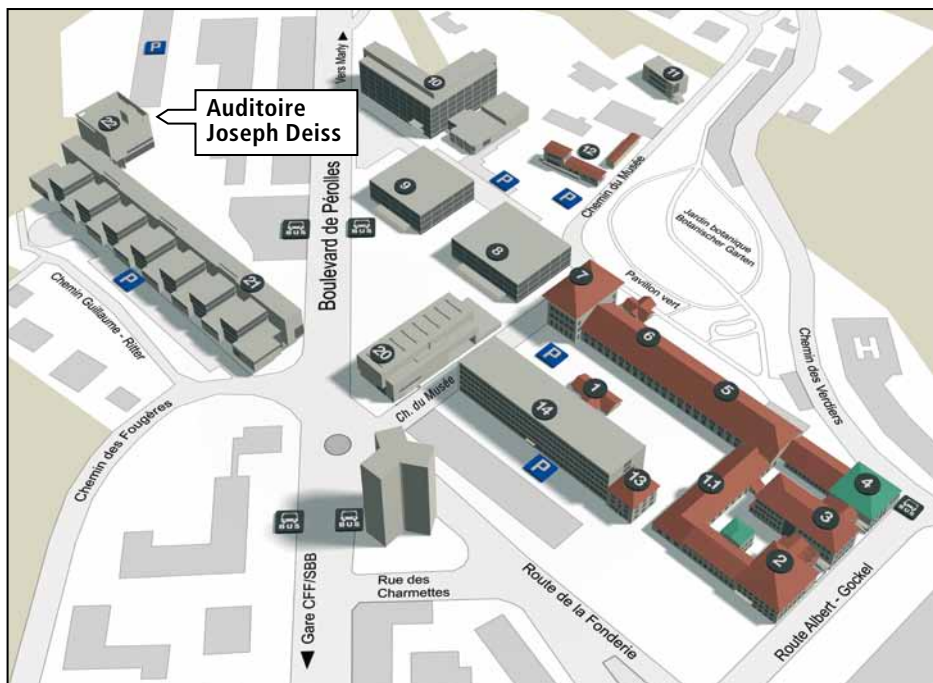 P
Vers Marly
10
11
Auditoire
Joseph Deiss
22
12
Chemin du Musée
9
P
P
Jardin botanique
Botanischer Garten
BUS
BUS
Boulevard de Pérolles
8
7
Pavillon vert
P
21
Chemin Guillaume - Ritter
6
20
P
1
5
Chemin des Verdiers
H
Ch. du Musée
14
Chemin des Fougères
P
13
1.1
4
BUS
3
BUS
BUS
2
Rue des
Charmettes
Gare CFF/SBB
Route de la Fonderie
Route Albert - Gockel